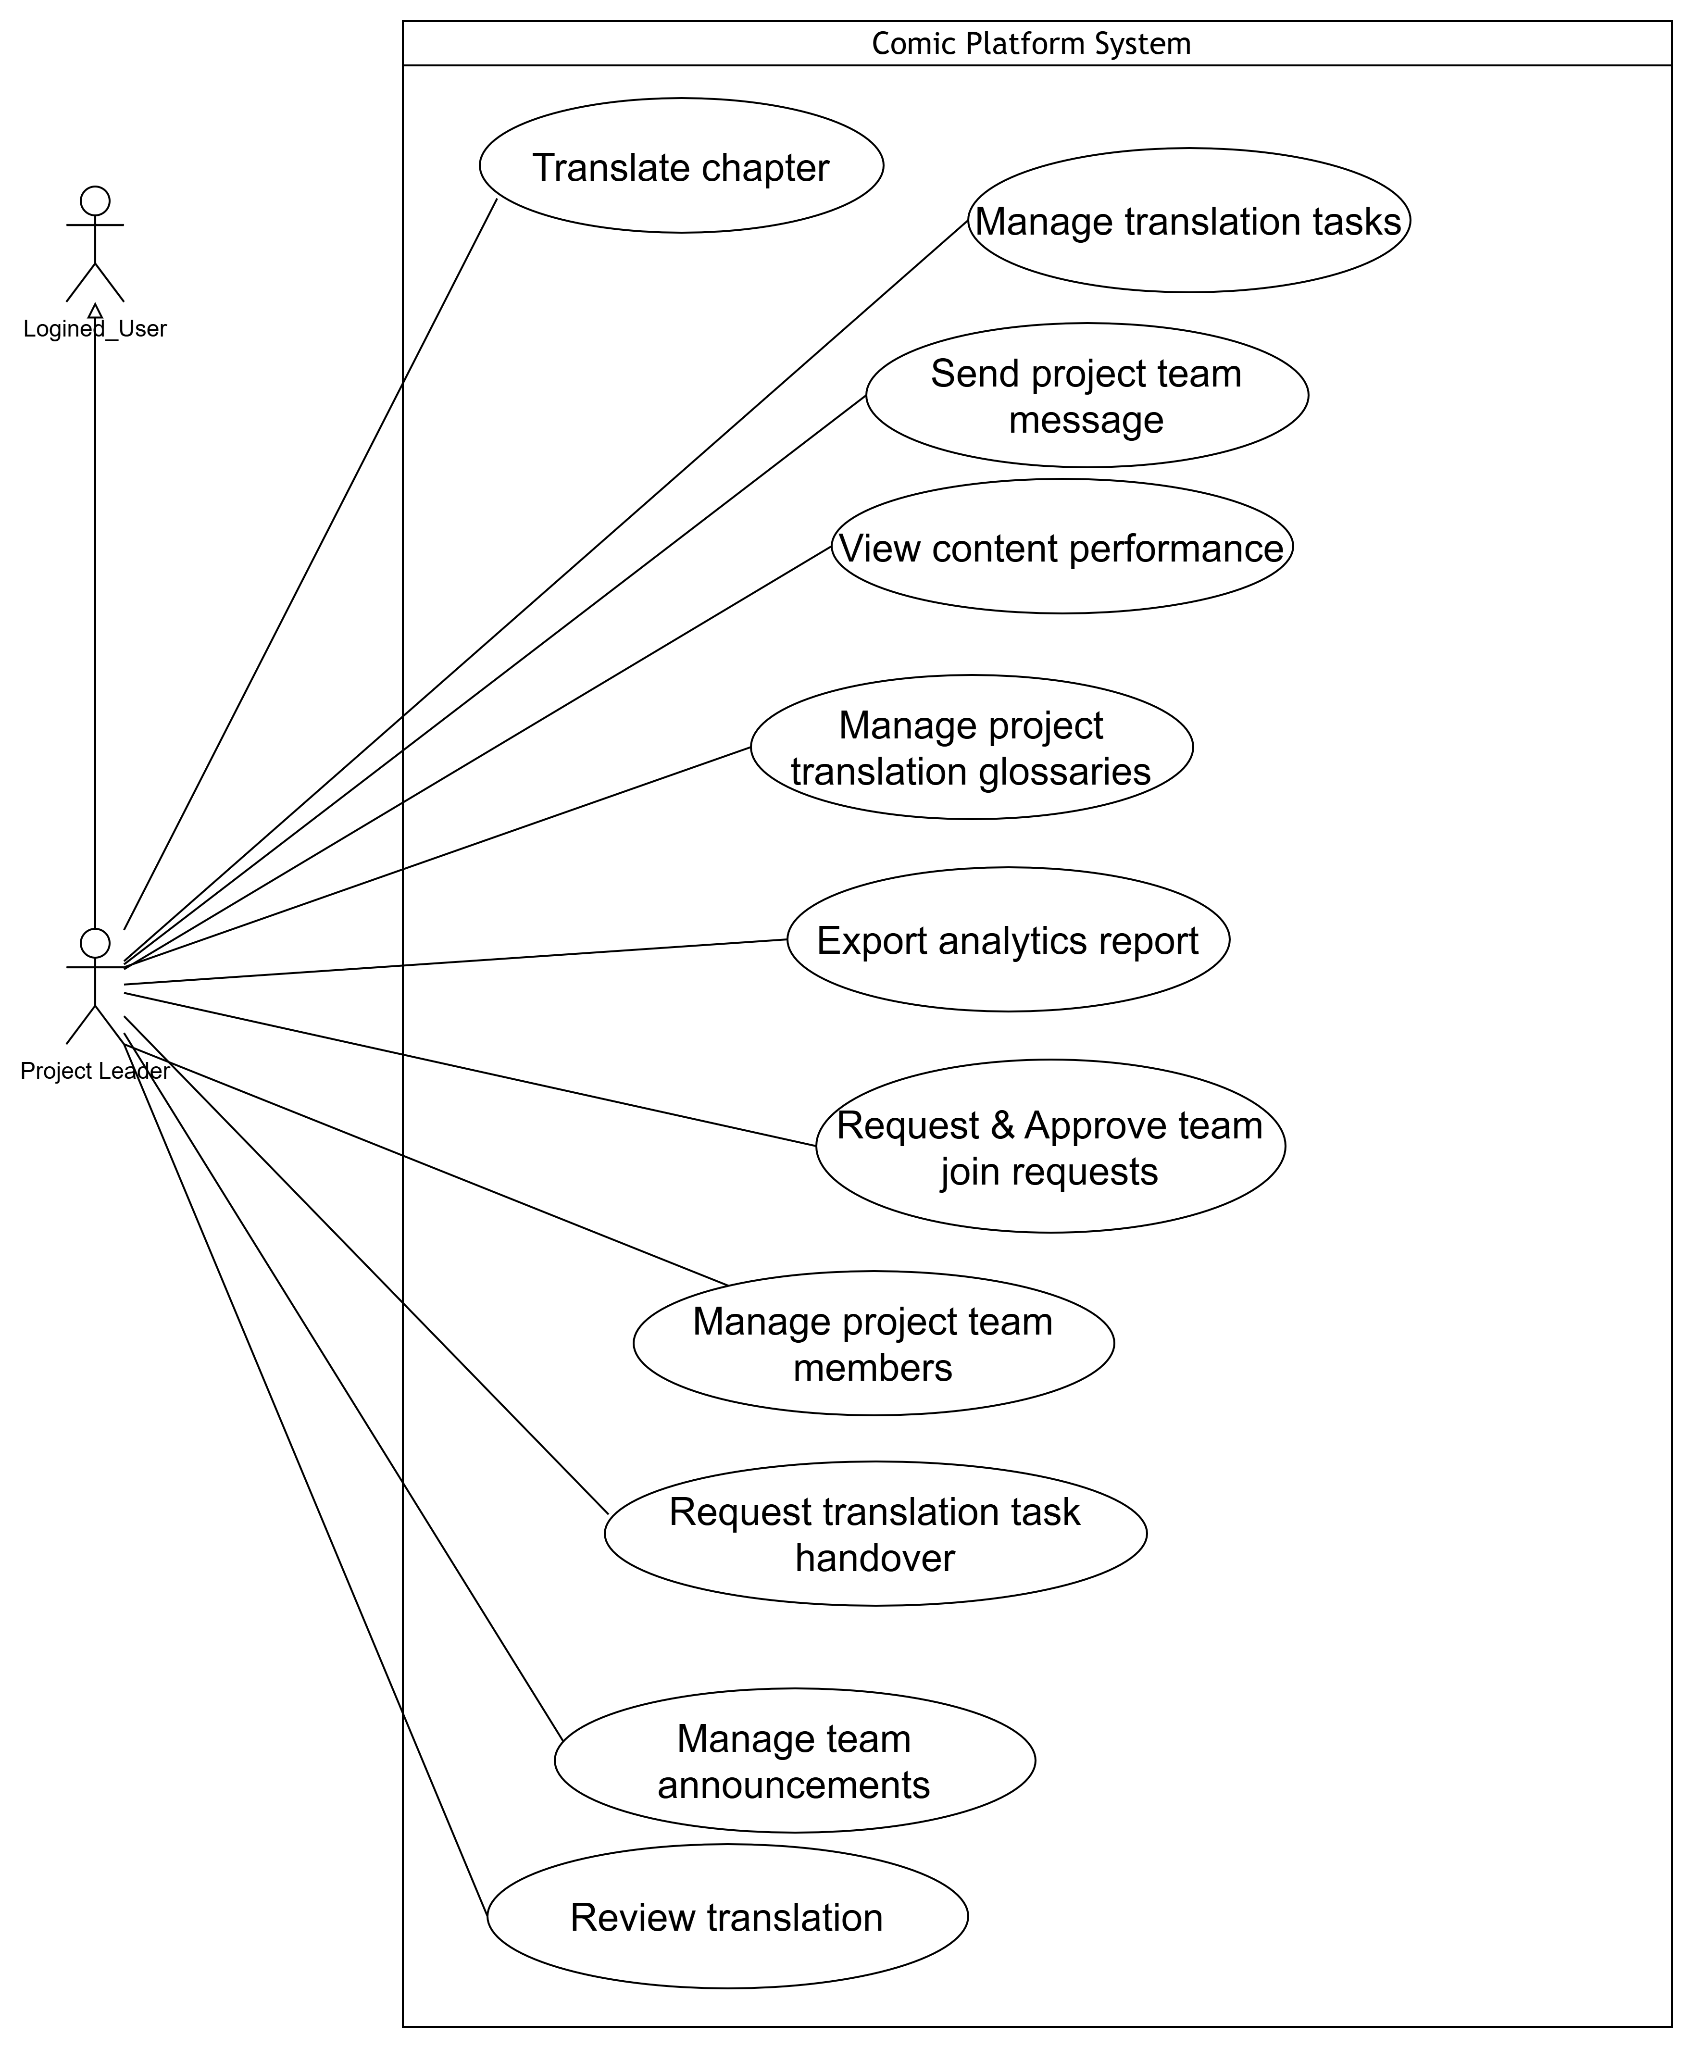 Comic Platform System
Translate chapter
Manage translation tasks
Logined_User
Send project team
message
View content performance
Manage project
translation glossaries
Export analytics report
Project Leader
Request & Approve team
join requests
Manage project team
members
Request translation task
handover
Manage team
announcements
Review translation